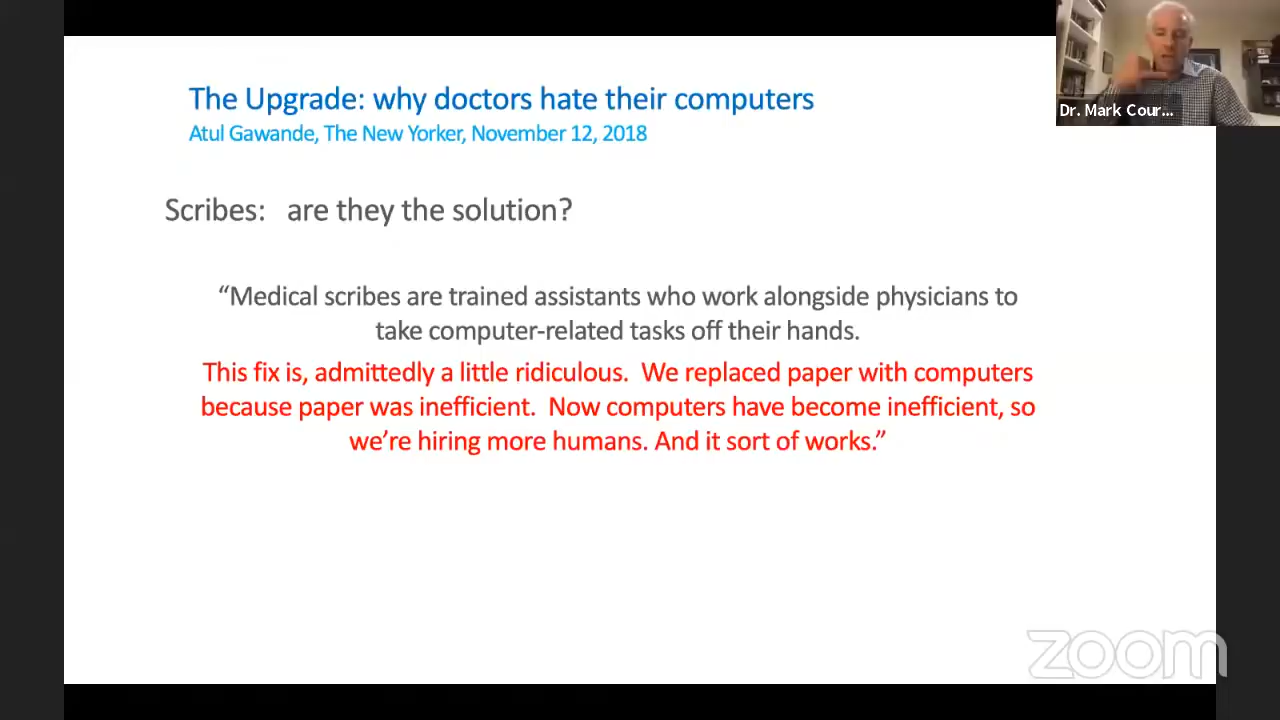 The Upgrade: why doctors hate their computers
Atul Gawande, The New Yorker, November 12, 2018
Dr. Mark Cour...
Scribes: are they the solution?
“Medical scribes are trained assistants who work alongside physicians to
take computer-related tasks off their hands.
This fix is, admittedly a little ridiculous. We replaced paper with computers
because paper was inefficient. Now computers have become inefficient, so
we’re hiring more humans. And it sort of works.”
zoom